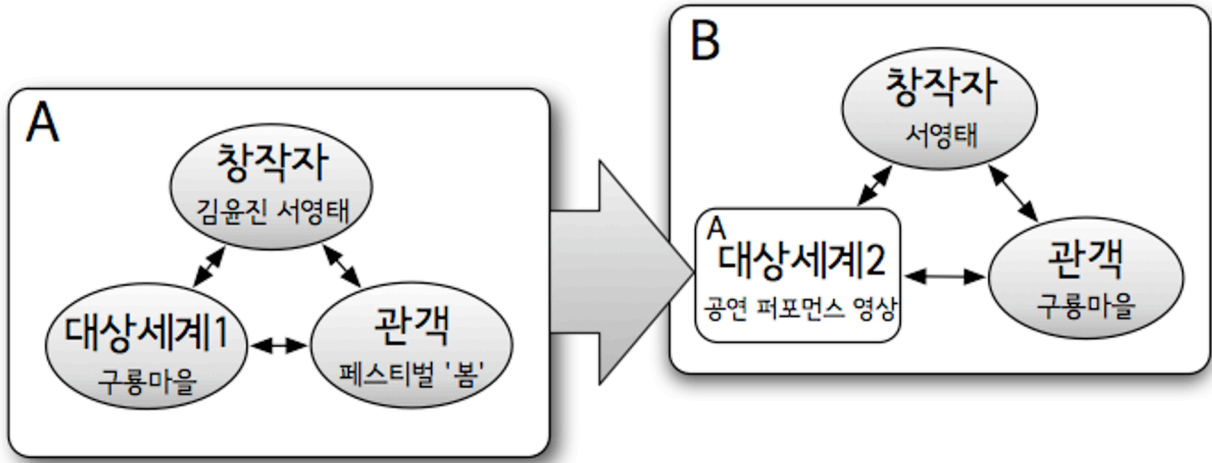 A
창작자
김윤진 서영태
대상세계1
구룡마을
관객
페스티벌 '봄'
B
창작자
서영태
A
대상세계2
공연 퍼포먼스 영상
관객
구룡마을